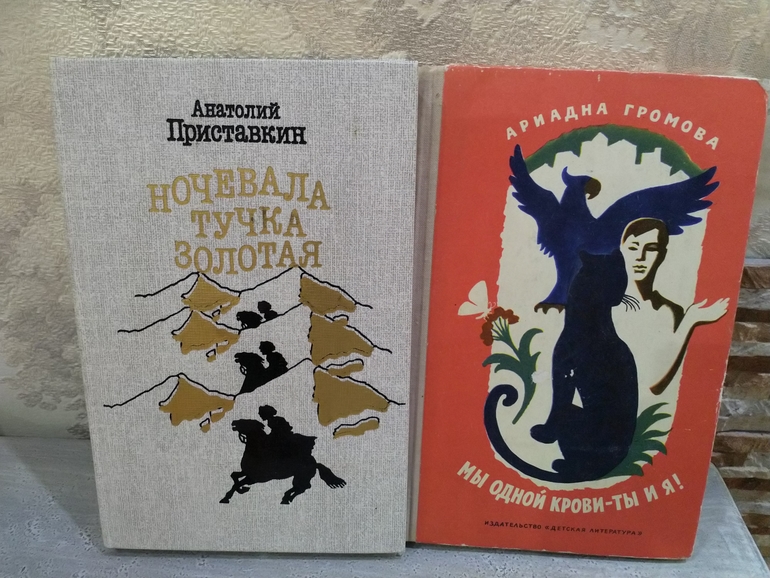 Анатолий
Приставкин
НОЧЕВАЛА
ТУЧКА
ЗОЛОТАЯ
АРИАДНА ГРОМОВА
МЫ ОДНОЙ КРОВИ-ТЫ И Я!
ИЗДАТЕЛЬСТВО «ДЕТСКАЯ ЛИТЕРАТУРА»